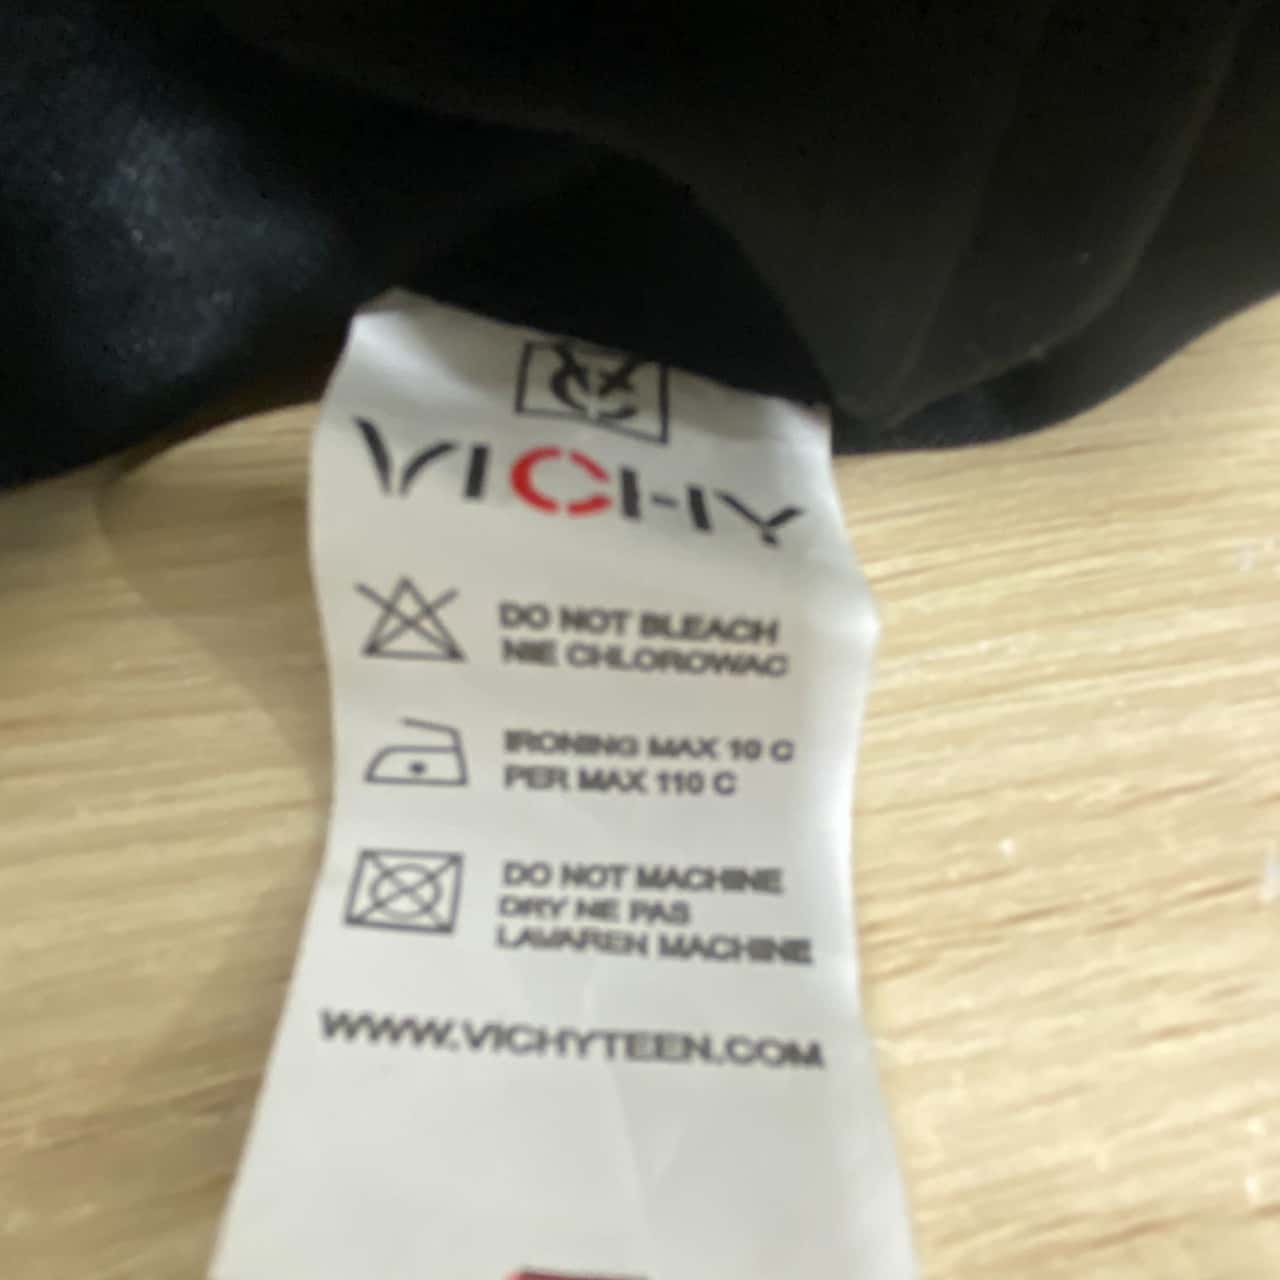 VICHY
DO NOT BLEACH
NIE CHLOROWAC
IRONING MAX 10 C
PER MAX 110 C
DO NOT MACHINE
DRY NE PAS
LAVAREN MACHINE
WWW.VICHYTEEN.COM